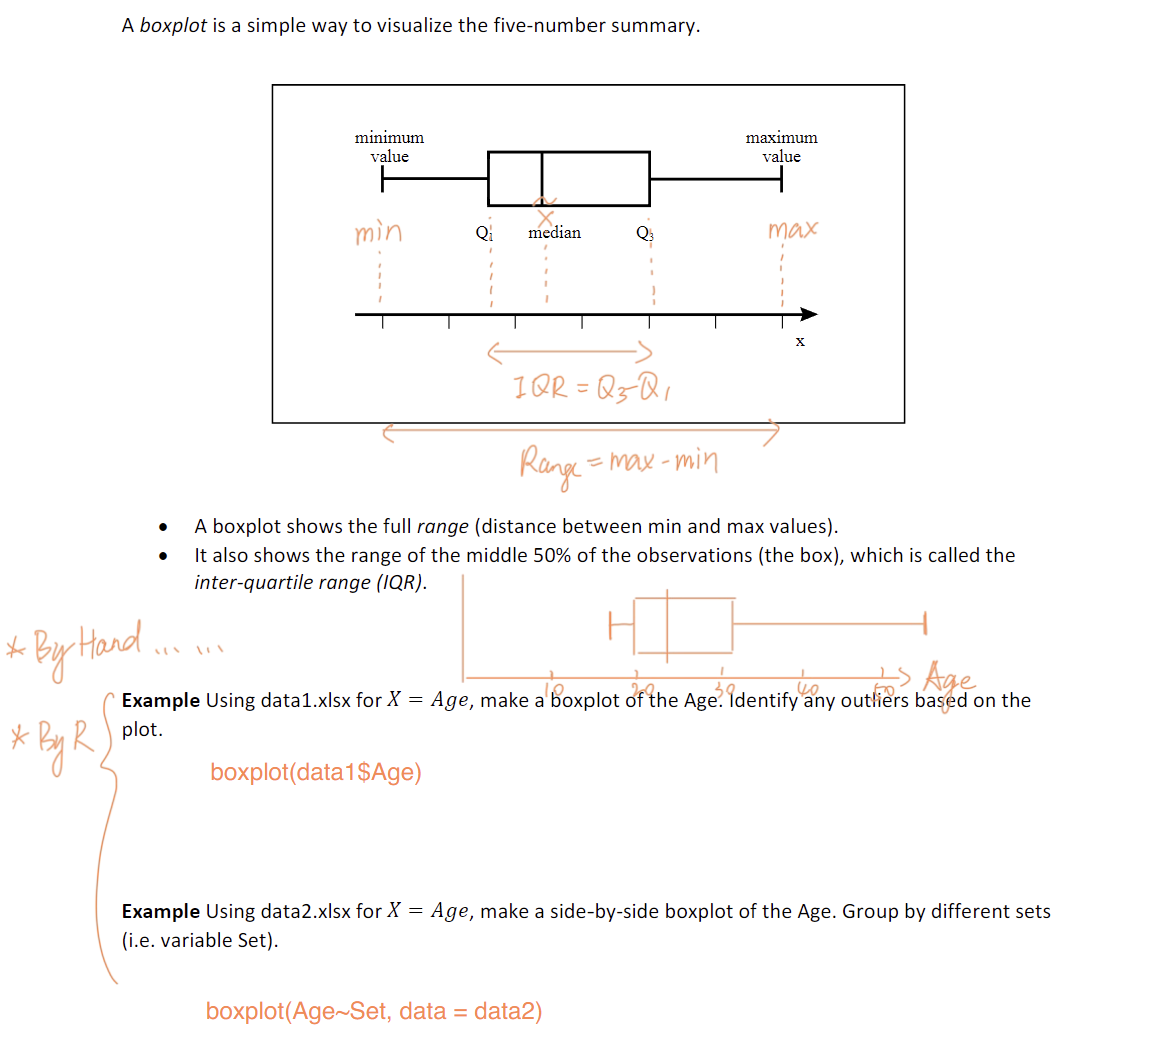 A boxplot is a simple way to visualize the five-number summary.
minimum
value
maximum
value
min
Q1
x̃
median
Q3
max
x
IQR = Q3-Q1
Range = max - min
• A boxplot shows the full range (distance between min and max values).
• It also shows the range of the middle 50% of the observations (the box), which is called the
inter-quartile range (IQR).
* By Hand ... ...
10 20 30 40 50 Age
Example Using data1.xlsx for X = Age, make a boxplot of the Age. Identify any outliers based on the
plot.
* By R
boxplot(data1$Age)
Example Using data2.xlsx for X = Age, make a side-by-side boxplot of the Age. Group by different sets
(i.e. variable Set).
boxplot(Age~Set, data = data2)